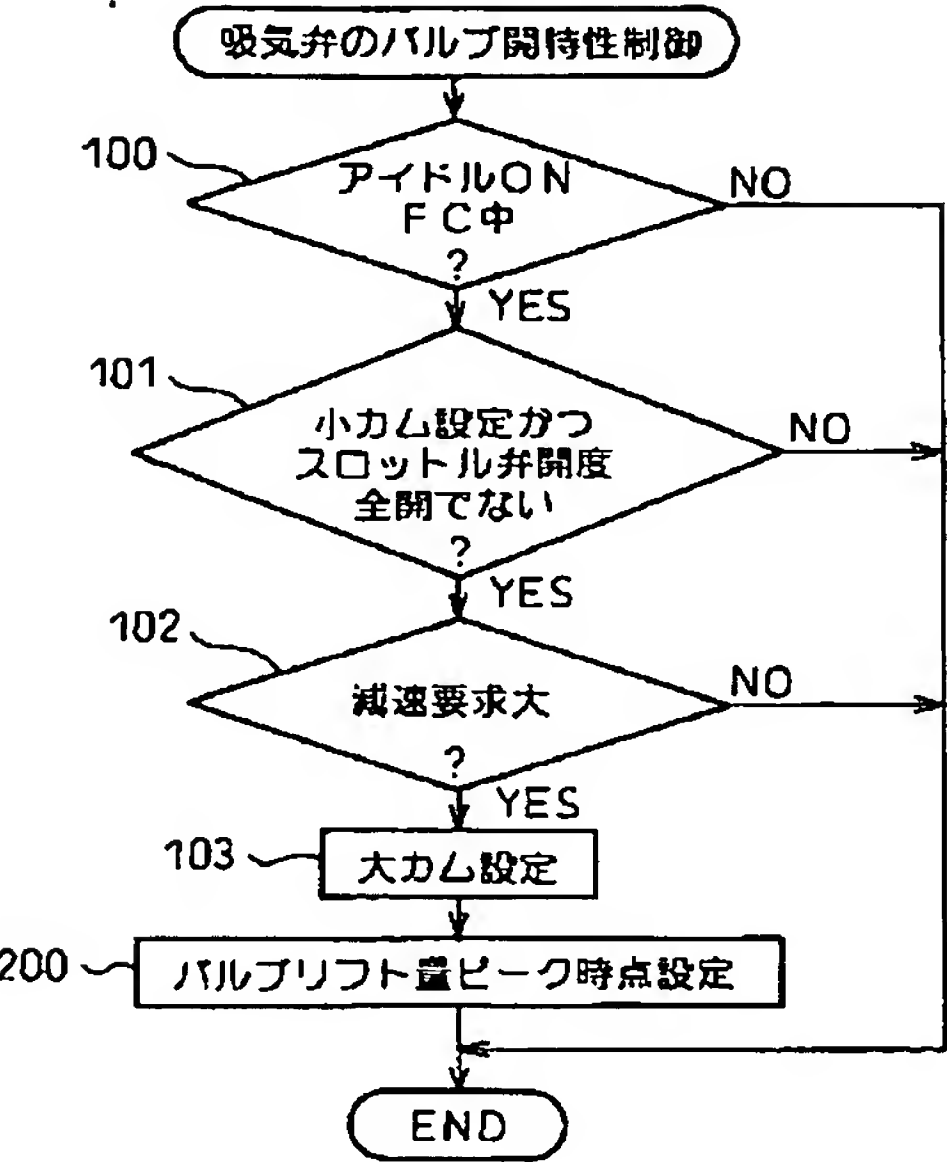 吸気弁のバルブ開特性制御
100
アイドルON
FC中
?
NO
YES
101
小カム設定かつ
スロットル弁開度
全開でない
?
NO
YES
102
減速要求大
?
NO
YES
103
大カム設定
200
バルブリフト量ピーク時点設定
END